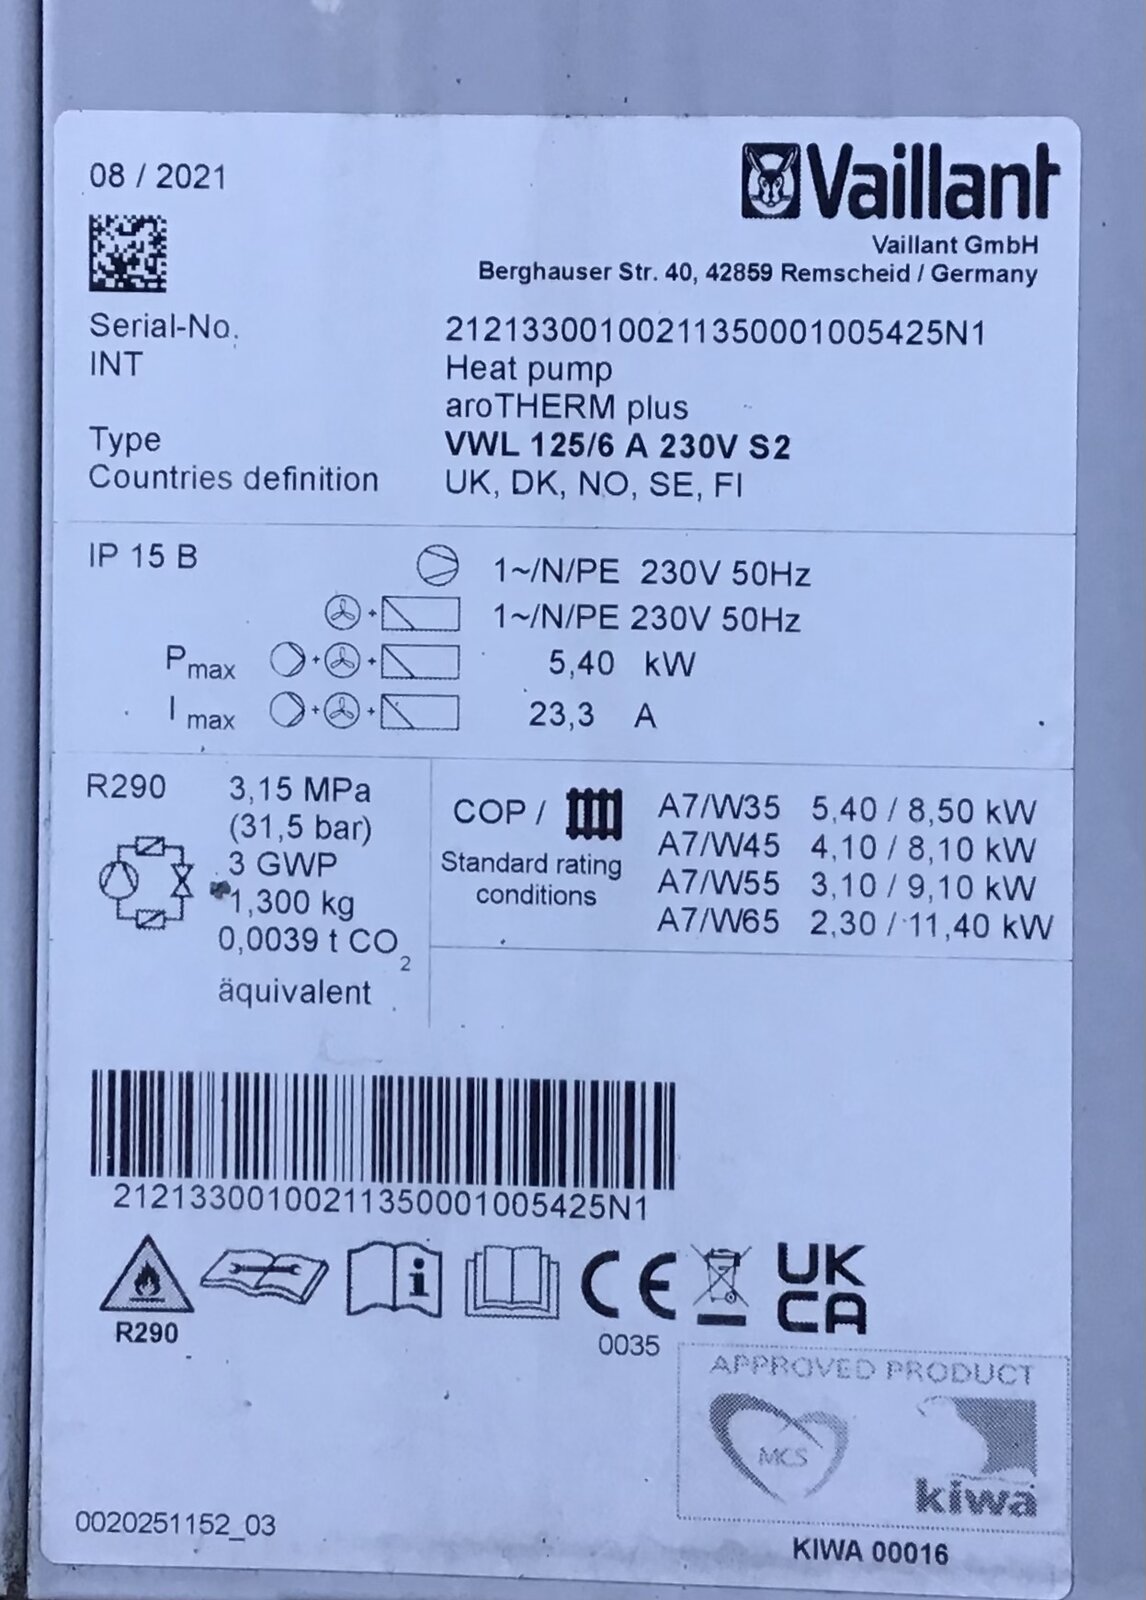 08 / 2021
Vaillant
Vaillant GmbH
Berghauser Str. 40, 42859 Remscheid / Germany
Serial-No. 21213300100211350001005425N1
INT Heat pump
aroTHERM plus
Type VWL 125/6 A 230V S2
Countries definition UK, DK, NO, SE, FI
IP 15 B 1~/N/PE 230V 50Hz
1~/N/PE 230V 50Hz
Pmax 5,40 kW
I max 23,3 A
R290 3,15 MPa
(31,5 bar)
3 GWP
1,300 kg
0,0039 t CO2
äquivalent
COP /
Standard rating
conditions
A7/W35 5,40 / 8,50 kW
A7/W45 4,10 / 8,10 kW
A7/W55 3,10 / 9,10 kW
A7/W65 2,30 / 11,40 kW
21213300100211350001005425N1
R290
i
CE
0035
UK
CA
APPROVED PRODUCT
MCS
kiwa
0020251152_03
KIWA 00016